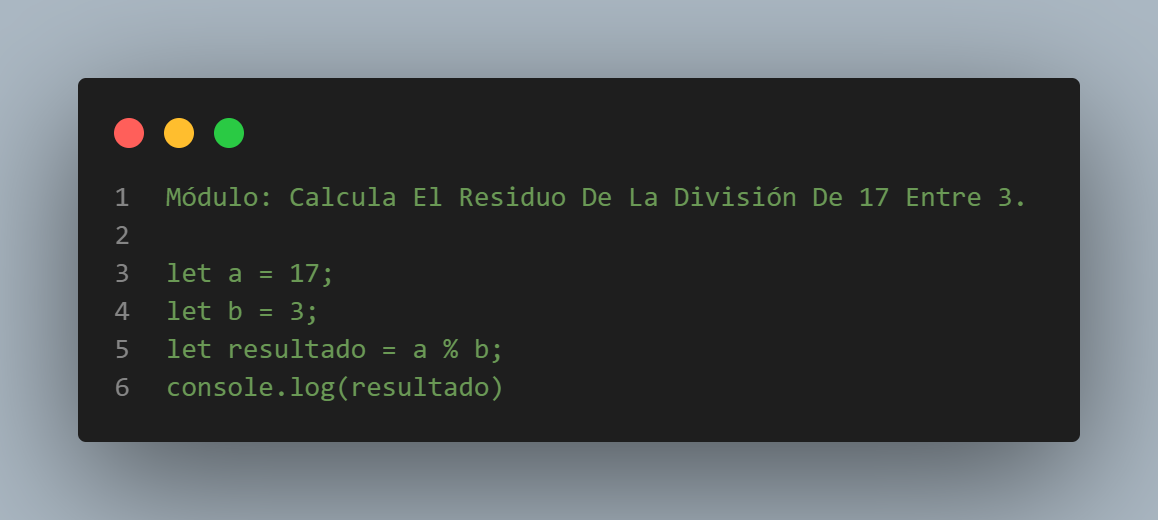 1 Módulo: Calcula El Residuo De La División De 17 Entre 3.
2
3 let a = 17;
4 let b = 3;
5 let resultado = a % b;
6 console.log(resultado)